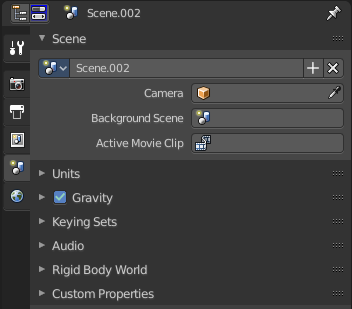 Scene.002
Scene
Scene.002
Camera
Background Scene
Active Movie Clip
Units
Gravity
Keying Sets
Audio
Rigid Body World
Custom Properties